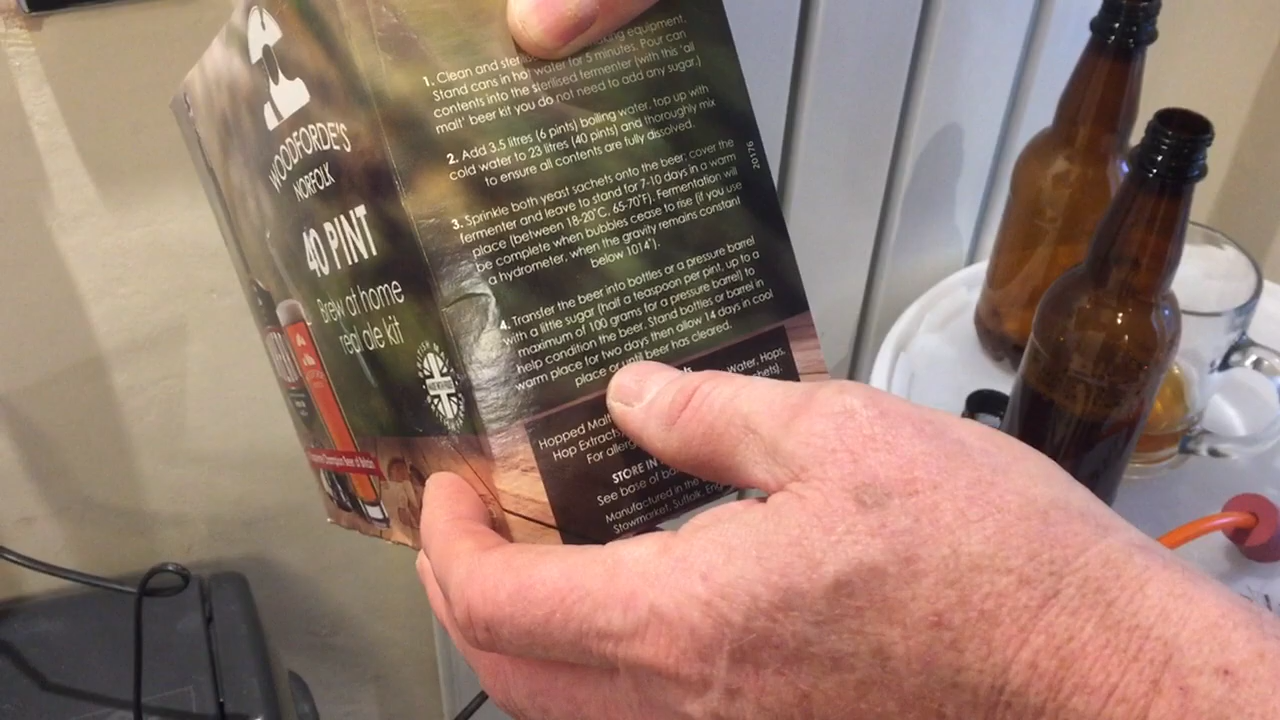 WOODFORDE'S
NORFOLK
40 PINT
Brew at home
real ale kit
1. Clean and equipment.
Stand cans in hot water for 5 minutes. Pour can
contents into the sterilised fermenter (with this 'all
malt' beer kit you do not need to add any sugar.)
2. Add 3.5 litres (6 pints) boiling water, top up with
cold water to 23 litres (40 pints) and thoroughly mix
to ensure all contents are fully dissolved.
3. Sprinkle both yeast sachets onto the beer; cover the
fermenter and leave to stand for 7-10 days in a warm
place (between 18-20°C, 65-70°F). Fermentation will
be complete when bubbles cease to rise (if you use
a hydrometer, when the gravity remains constant
below 1014°).
4. Transfer the beer into bottles or a pressure barrel
with a little sugar (half a teaspoon per pint, up to a
maximum of 100 grams for a pressure barrel) to
help condition the beer. Stand bottles or barrel in
warm place for two days then allow 14 days in cool
place or until beer has cleared.
20176
Hopped Malt Water, Hops,
Hop Extracts
For
STORE IN
See base of
Manufactured in the
Stowmarket, Suffolk,
Champion Beer of Britain